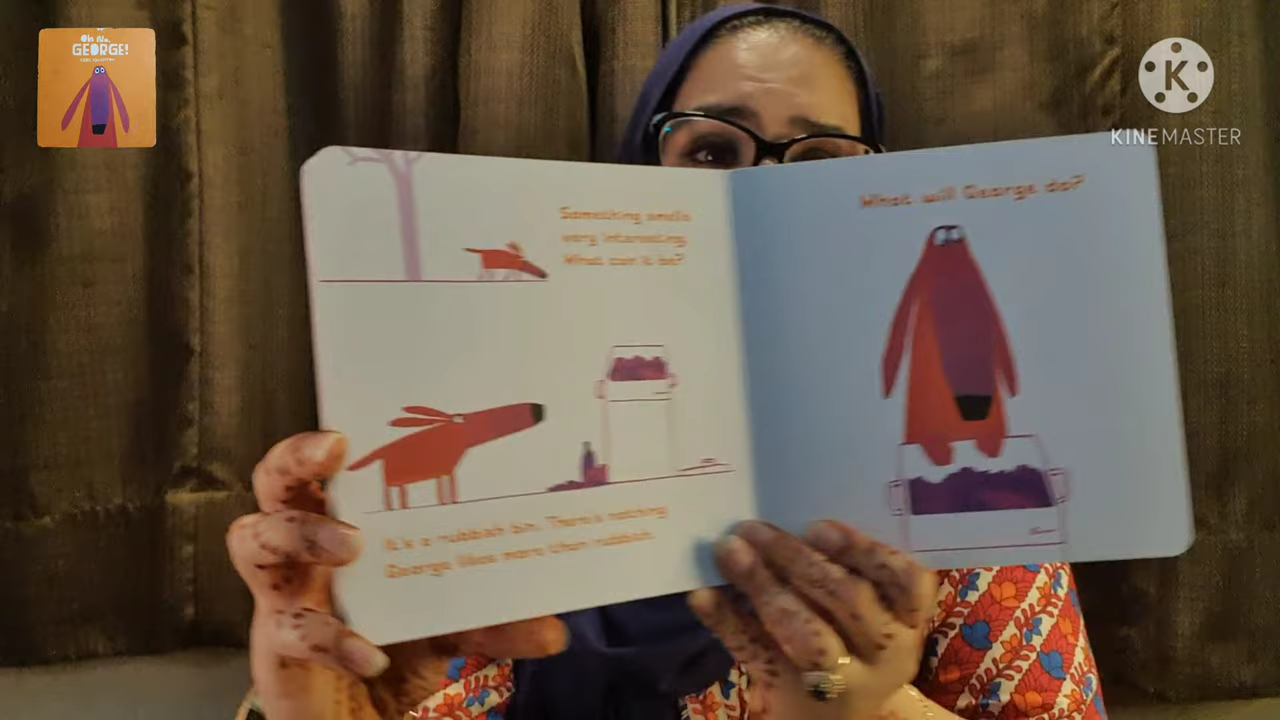 Oh No,
GEORGE!
KINEMASTER
Something smells
very interesting.
What can it be?
What will George do?
It's a rubbish bin. There's nothing
George likes more than rubbish.